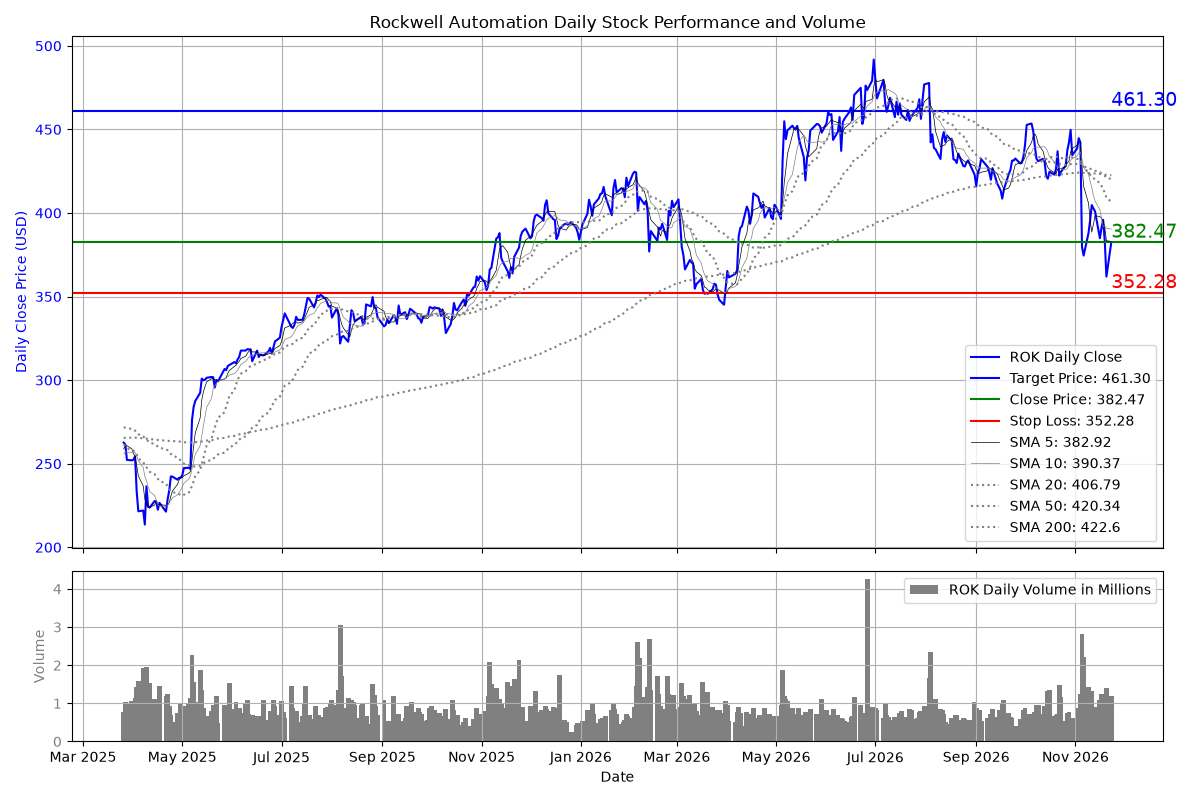 Rockwell Automation Daily Stock Performance and Volume
Daily Close Price (USD)
500
450
400
350
300
250
200
461.30
382.47
352.28
ROK Daily Close
Target Price: 461.30
Close Price: 382.47
Stop Loss: 352.28
SMA 5: 382.92
SMA 10: 390.37
SMA 20: 406.79
SMA 50: 420.34
SMA 200: 422.6
Volume
4
3
2
1
0
ROK Daily Volume in Millions
Mar 2025 May 2025 Jul 2025 Sep 2025 Nov 2025 Jan 2026 Mar 2026 May 2026 Jul 2026 Sep 2026 Nov 2026
Date